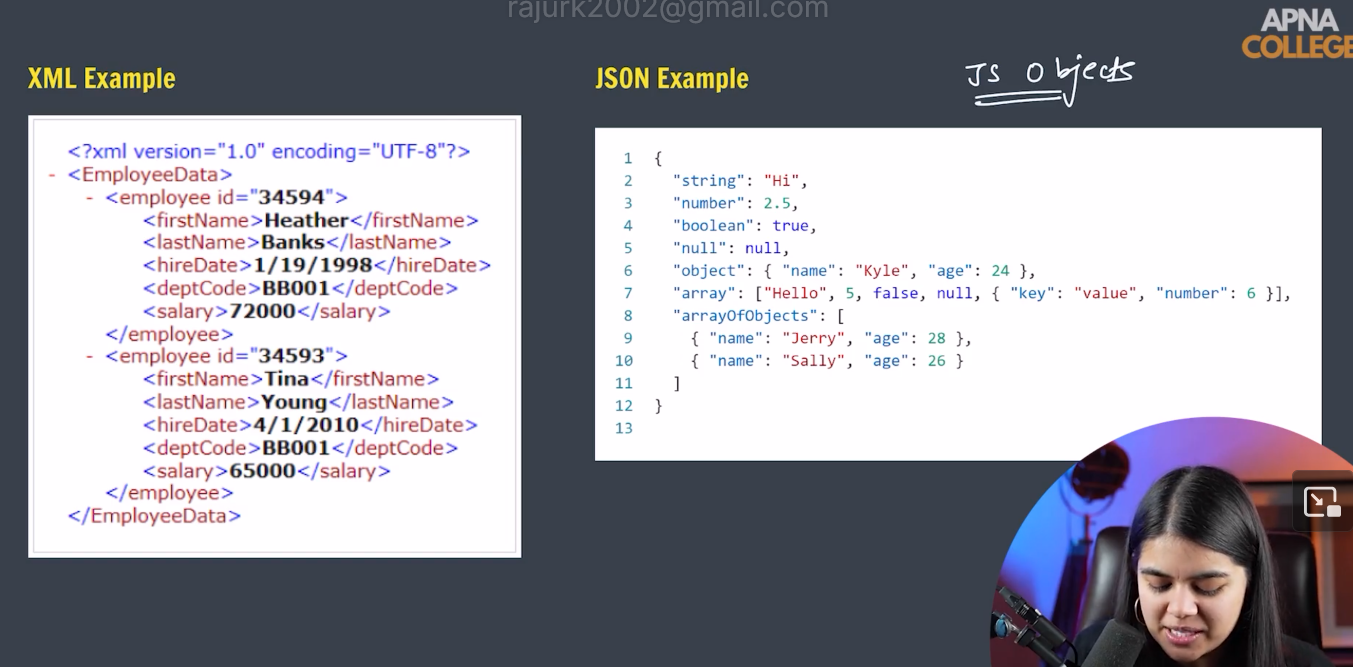 rajurk2002@gmail.com
APNA
COLLEGE
XML Example
<?xml version="1.0" encoding="UTF-8"?>
- <EmployeeData>
- <employee id="34594">
<firstName>Heather</firstName>
<lastName>Banks</lastName>
<hireDate>1/19/1998</hireDate>
<deptCode>BB001</deptCode>
<salary>72000</salary>
</employee>
- <employee id="34593">
<firstName>Tina</firstName>
<lastName>Young</lastName>
<hireDate>4/1/2010</hireDate>
<deptCode>BB001</deptCode>
<salary>65000</salary>
</employee>
</EmployeeData>
JSON Example
JS Objects
1 {
2 "string": "Hi",
3 "number": 2.5,
4 "boolean": true,
5 "null": null,
6 "object": { "name": "Kyle", "age": 24 },
7 "array": ["Hello", 5, false, null, { "key": "value", "number": 6 }],
8 "arrayOfObjects": [
9 { "name": "Jerry", "age": 28 },
10 { "name": "Sally", "age": 26 }
11 ]
12 }
13